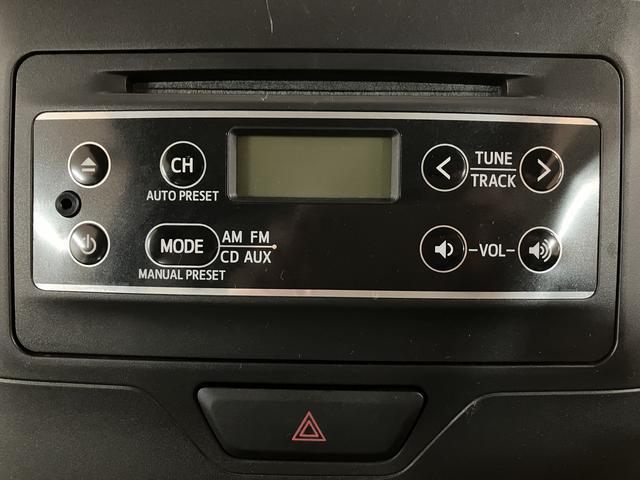 CH
AUTO PRESET
MODE
AM FM
CD AUX
MANUAL PRESET
TUNE
TRACK
-VOL-